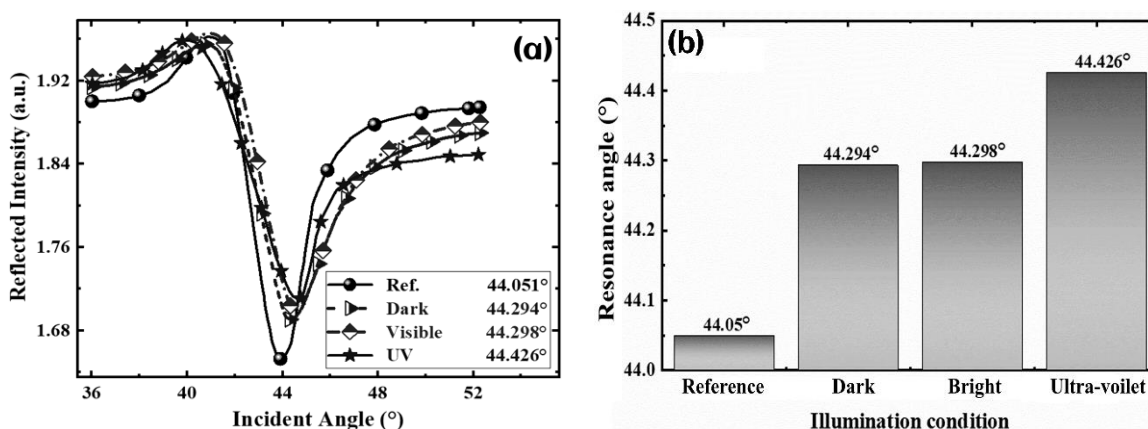 (a)
1.92
1.84
1.76
1.68
Reflected Intensity (a.u.)
Ref. 44.051°
Dark 44.294°
Visible 44.298°
UV 44.426°
36 40 44 48 52
Incident Angle (°)
(b)
44.5
44.4
44.3
44.2
44.1
44.0
Resonance angle (°)
44.05°
44.294°
44.298°
44.426°
Reference Dark Bright Ultra-voilet
Illumination condition